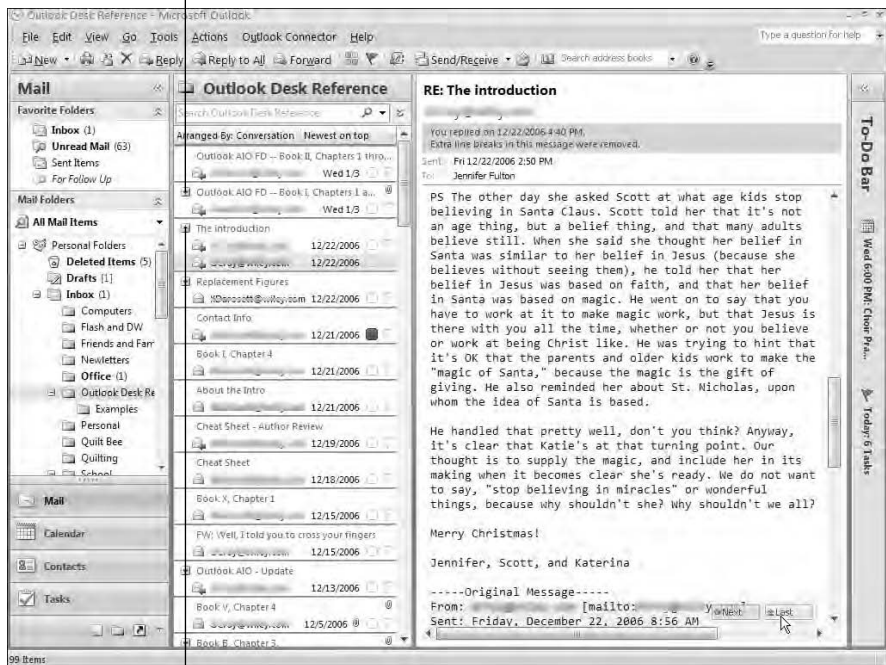 Outlook Desk Reference - Microsoft Outlook
File Edit View Go Tools Actions Outlook Connector Help
Type a question for help
New Reply Reply to All Forward Send/Receive Search address books
Mail
Favorite Folders
Inbox (1)
Unread Mail (63)
Sent Items
For Follow Up
Mail Folders
All Mail Items
Personal Folders
Deleted Items (5)
Drafts [1]
Inbox (1)
Computers
Flash and DW
Friends and Fam
Newletters
Office (1)
Outlook Desk Re
Examples
Personal
Quilt Bee
Quilting
School
Mail
Calendar
Contacts
Tasks
Outlook Desk Reference
Search Outlook Desk Reference
Arranged By: Conversation Newest on top
Outlook AIO FD -- Book II, Chapters 1 thro...
Wed 1/3
Outlook AIO FD -- Book I, Chapters 1 a...
Wed 1/3
The introduction
12/22/2006
12/22/2006
Replacement Figures
12/22/2006
Contact Info
12/21/2006
Book I, Chapter 4
12/21/2006
About the Intro
12/21/2006
Cheat Sheet - Author Review
12/19/2006
Cheat Sheet
12/18/2006
Book X, Chapter 1
12/15/2006
FW: Well, I told you to cross your fingers
12/15/2006
Outlook AIO - Update
12/13/2006
Book V, Chapter 4
12/5/2006
Book B, Chapter 5,
RE: The introduction
You replied on 12/22/2006 4:40 PM.
Extra line breaks in this message were removed.
Sent: Fri 12/22/2006 2:50 PM
To: Jennifer Fulton
PS The other day she asked Scott at what age kids stop
believing in Santa Claus. Scott told her that it's not
an age thing, but a belief thing, and that many adults
believe still. When she said she thought her belief in
Santa was similar to her belief in Jesus (because she
believes without seeing them), he told her that her
belief in Jesus was based on faith, and that her belief
in Santa was based on magic. He went on to say that you
have to work at it to make magic work, but that Jesus is
there with you all the time, whether or not you believe
or work at being Christ like. He was trying to hint that
it's OK that the parents and older kids work to make the
"magic of Santa," because the magic is the gift of
giving. He also reminded her about St. Nicholas, upon
whom the idea of Santa is based.
He handled that pretty well, don't you think? Anyway,
it's clear that Katie's at that turning point. Our
thought is to supply the magic, and include her in its
making when it becomes clear she's ready. We do not want
to say, "stop believing in miracles" or wonderful
things, because why shouldn't she? Why shouldn't we all?
Merry Christmas!
Jennifer, Scott, and Katerina
-----Original Message-----
From: [mailto:
Sent: Friday, December 22, 2006 8:56 AM
Next Last
To-Do Bar
Wed 6:00 PM: Choir Pra...
Today: 6 Tasks
99 Items